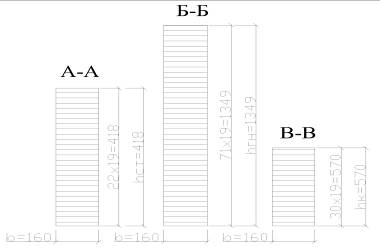 Б-Б
А-А
В-В
22х19=418
hст=418
71х19=1349
hгн=1349
30х19=570
hк=570
b=160
b=160
b=160